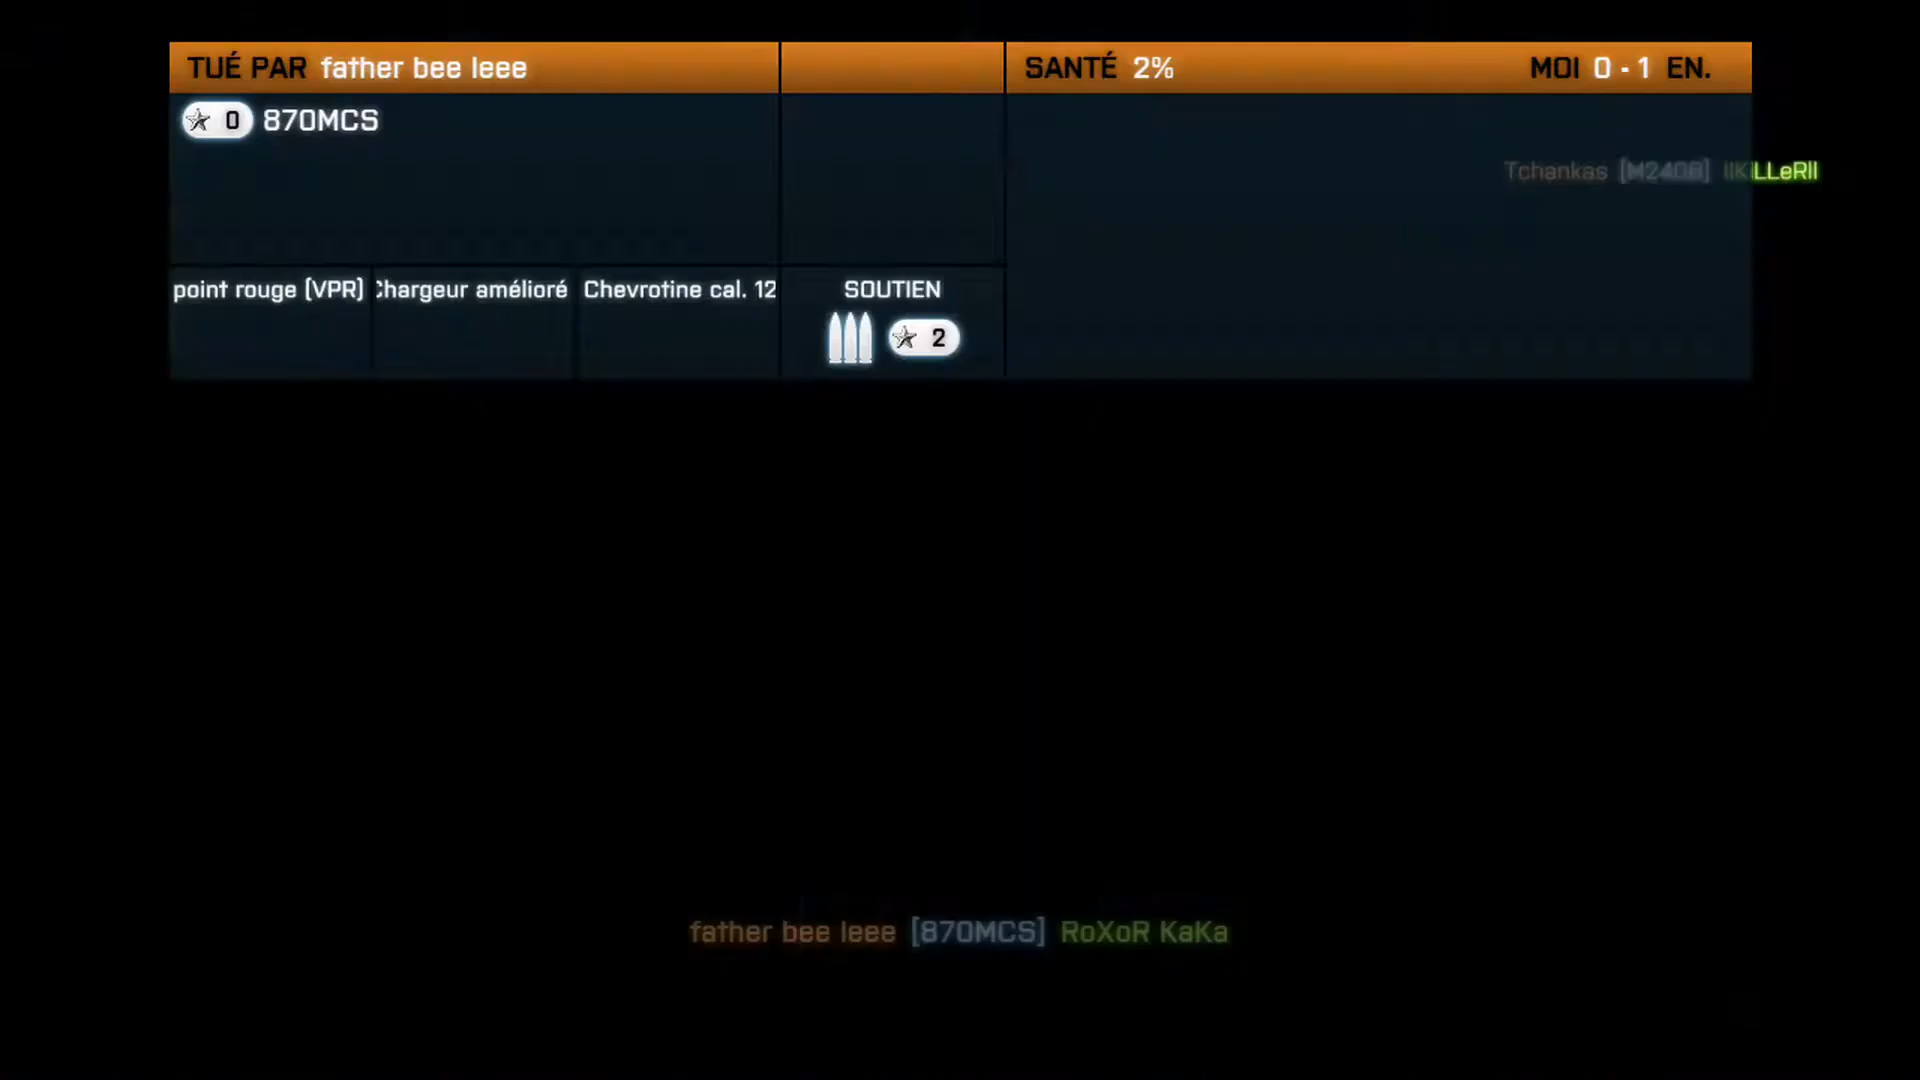 TUÉ PAR father bee leee SANTÉ 2% MOI 0 - 1 EN.
0 870MCS
Tchankas [M240B] IIKiLLeRII
point rouge (VPR) Chargeur amélioré Chevrotine cal. 12 SOUTIEN
2
father bee leee [870MCS] RoXoR KaKa